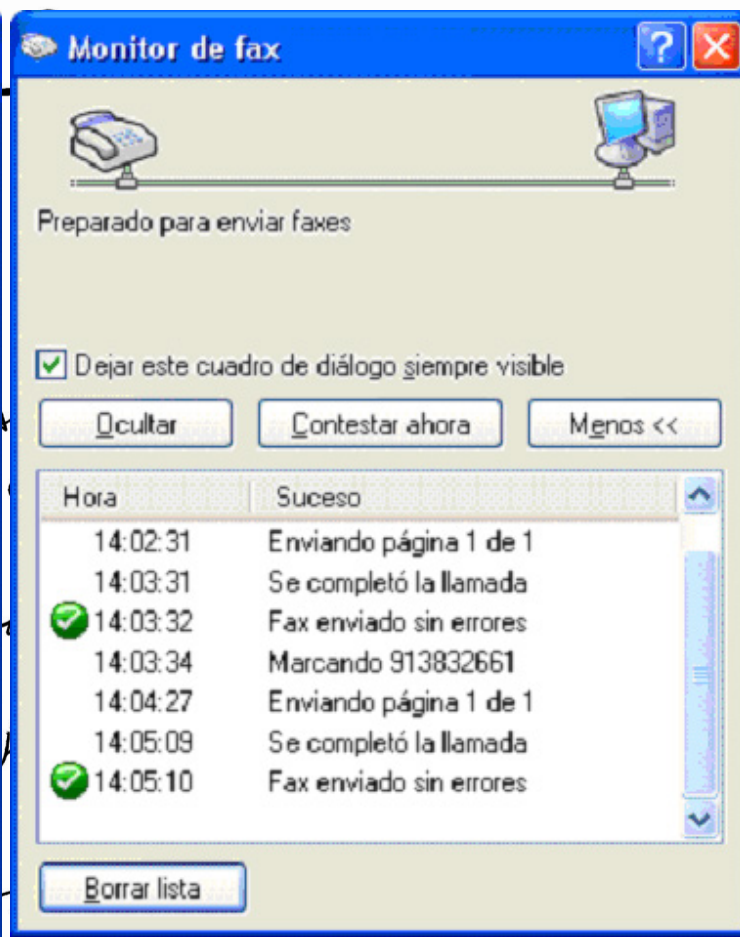 Monitor de fax
Preparado para enviar faxes
Dejar este cuadro de diálogo siempre visible
Ocultar Contestar ahora Menos <<
Hora Suceso
14:02:31 Enviando página 1 de 1
14:03:31 Se completó la llamada
14:03:32 Fax enviado sin errores
14:03:34 Marcando 913832661
14:04:27 Enviando página 1 de 1
14:05:09 Se completó la llamada
14:05:10 Fax enviado sin errores
Borrar lista